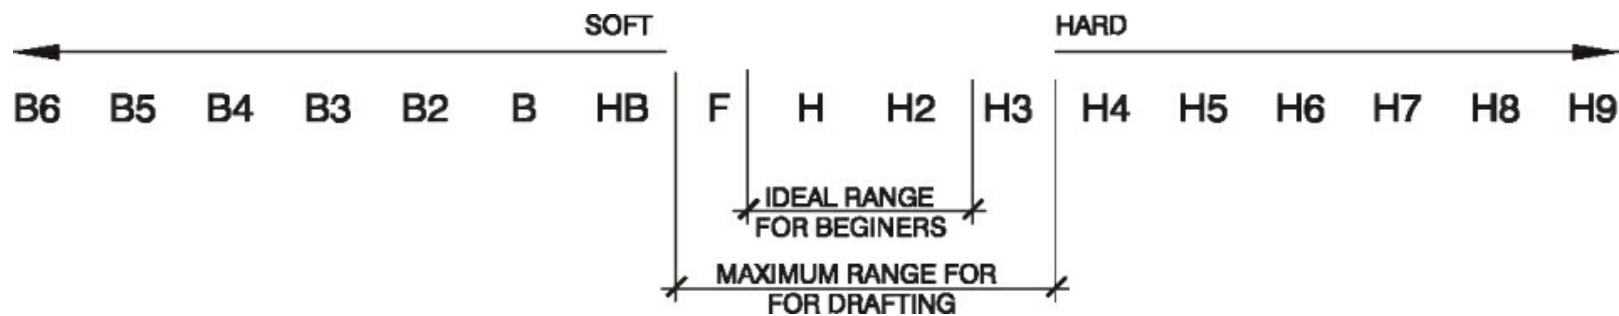 SOFT HARD
B6 B5 B4 B3 B2 B HB F H H2 H3 H4 H5 H6 H7 H8 H9
IDEAL RANGE
FOR BEGINERS
MAXIMUM RANGE FOR
FOR DRAFTING